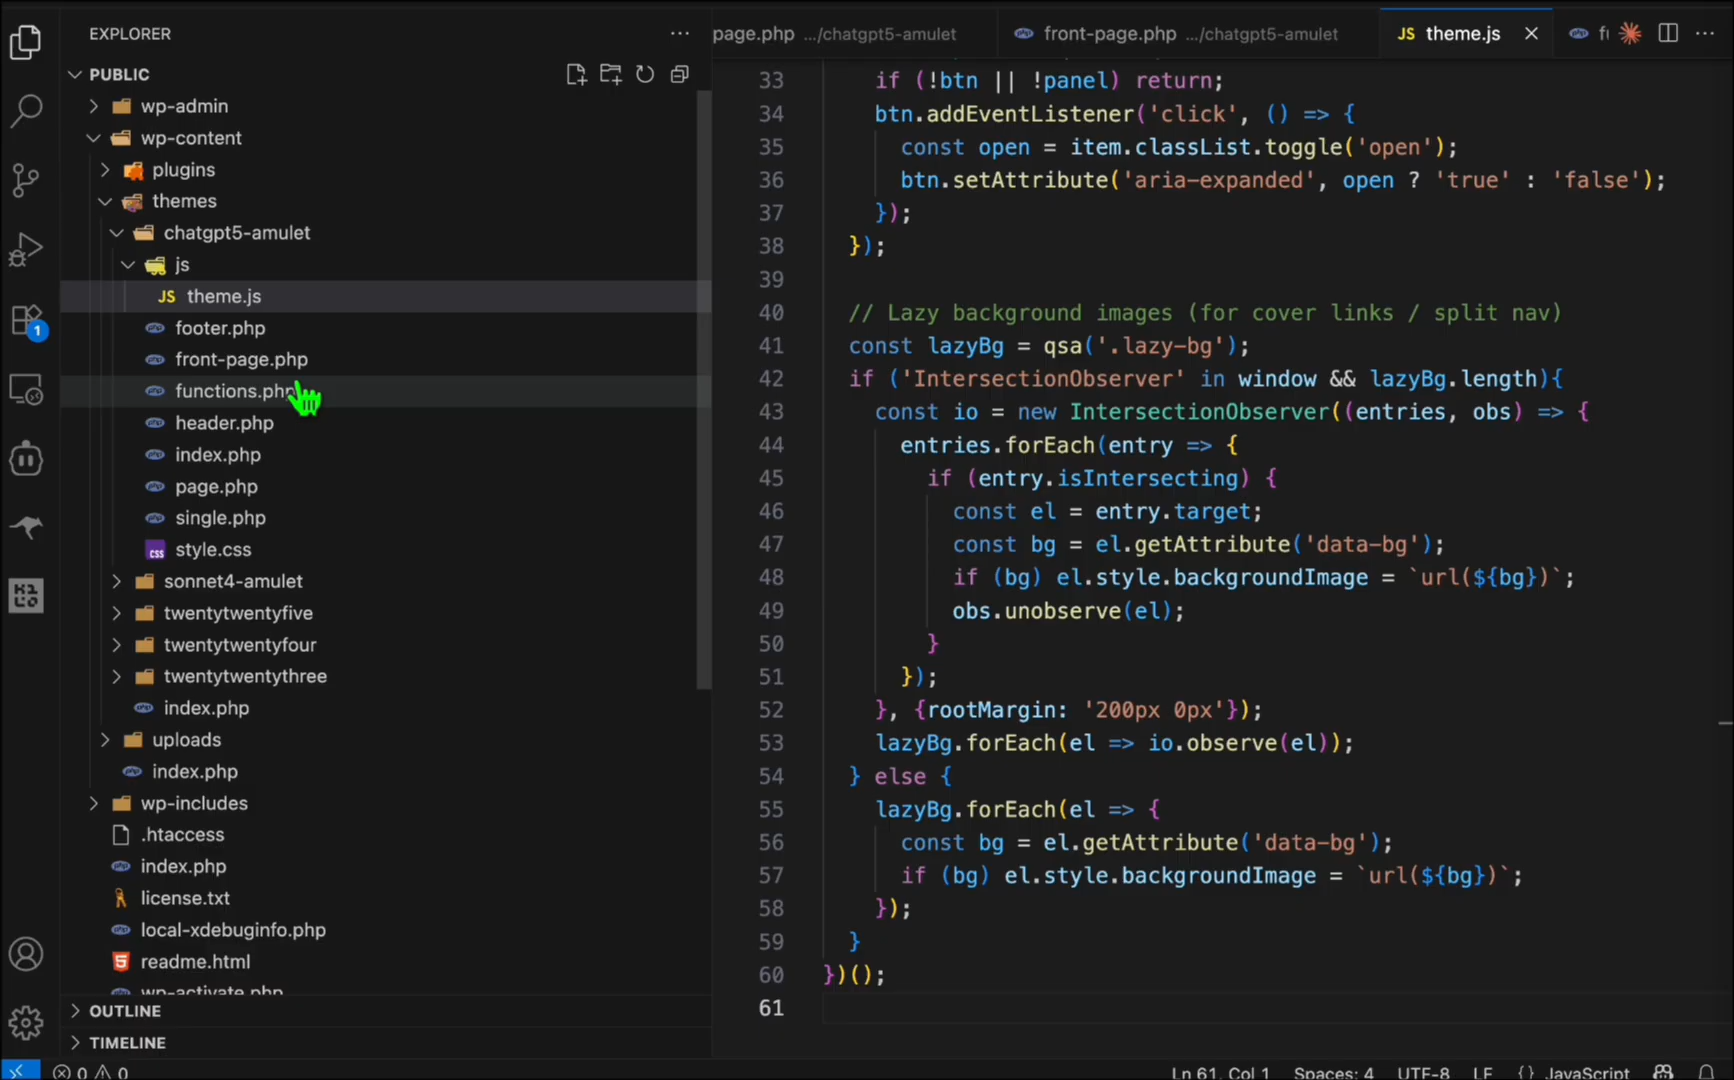 EXPLORER
PUBLIC
wp-admin
wp-content
plugins
themes
chatgpt5-amulet
js
JS theme.js
footer.php
front-page.php
functions.php
header.php
index.php
page.php
single.php
css style.css
sonnet4-amulet
twentytwentyfive
twentytwentyfour
twentytwentythree
index.php
uploads
index.php
wp-includes
.htaccess
index.php
license.txt
local-xdebuginfo.php
readme.html
wp-activate.php
OUTLINE
TIMELINE
1
page.php .../chatgpt5-amulet
front-page.php .../chatgpt5-amulet
JS theme.js
33 if (!btn || !panel) return;
34 btn.addEventListener('click', () => {
35 const open = item.classList.toggle('open');
36 btn.setAttribute('aria-expanded', open ? 'true' : 'false');
37 });
38 });
39
40 // Lazy background images (for cover links / split nav)
41 const lazyBg = qsa('.lazy-bg');
42 if ('IntersectionObserver' in window && lazyBg.length){
43 const io = new IntersectionObserver((entries, obs) => {
44 entries.forEach(entry => {
45 if (entry.isIntersecting) {
46 const el = entry.target;
47 const bg = el.getAttribute('data-bg');
48 if (bg) el.style.backgroundImage = `url(${bg})`;
49 obs.unobserve(el);
50 }
51 });
52 }, {rootMargin: '200px 0px'});
53 lazyBg.forEach(el => io.observe(el));
54 } else {
55 lazyBg.forEach(el => {
56 const bg = el.getAttribute('data-bg');
57 if (bg) el.style.backgroundImage = `url(${bg})`;
58 });
59 }
60 })();
61
0 0
Ln 61, Col 1 Spaces: 4 UTF-8 LF {} JavaScript